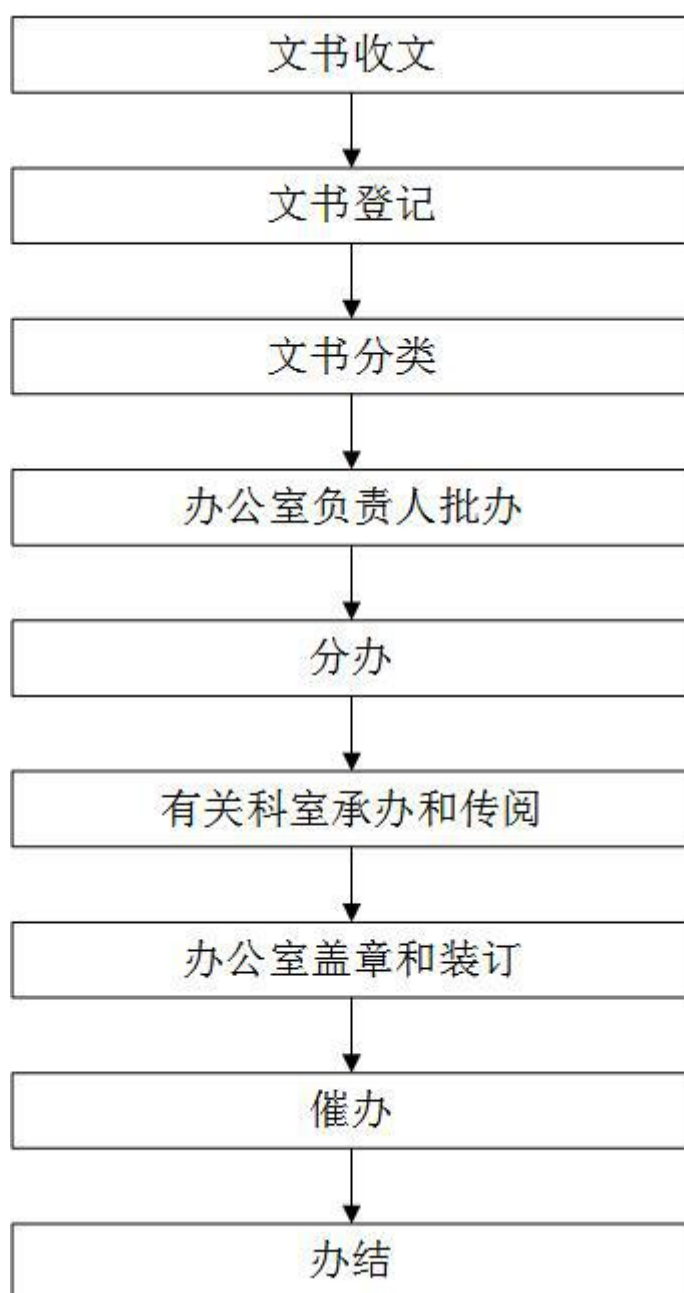 文书收文
文书登记
文书分类
办公室负责人批办
分办
有关科室承办和传阅
办公室盖章和装订
催办
办结